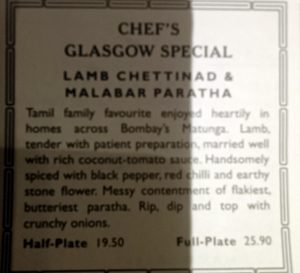 CHEF'S
GLASGOW SPECIAL
LAMB CHETTINAD &
MALABAR PARATHA
Tamil family favourite enjoyed heartily in
homes across Bombay's Matunga. Lamb,
tender with patient preparation, married well
with rich coconut-tomato sauce. Handsomely
spiced with black pepper, red chilli and earthy
stone flower. Messy contentment of flakiest,
butteriest paratha. Rip, dip and top with
crunchy onions.
Half-Plate 19.50 Full-Plate 25.90